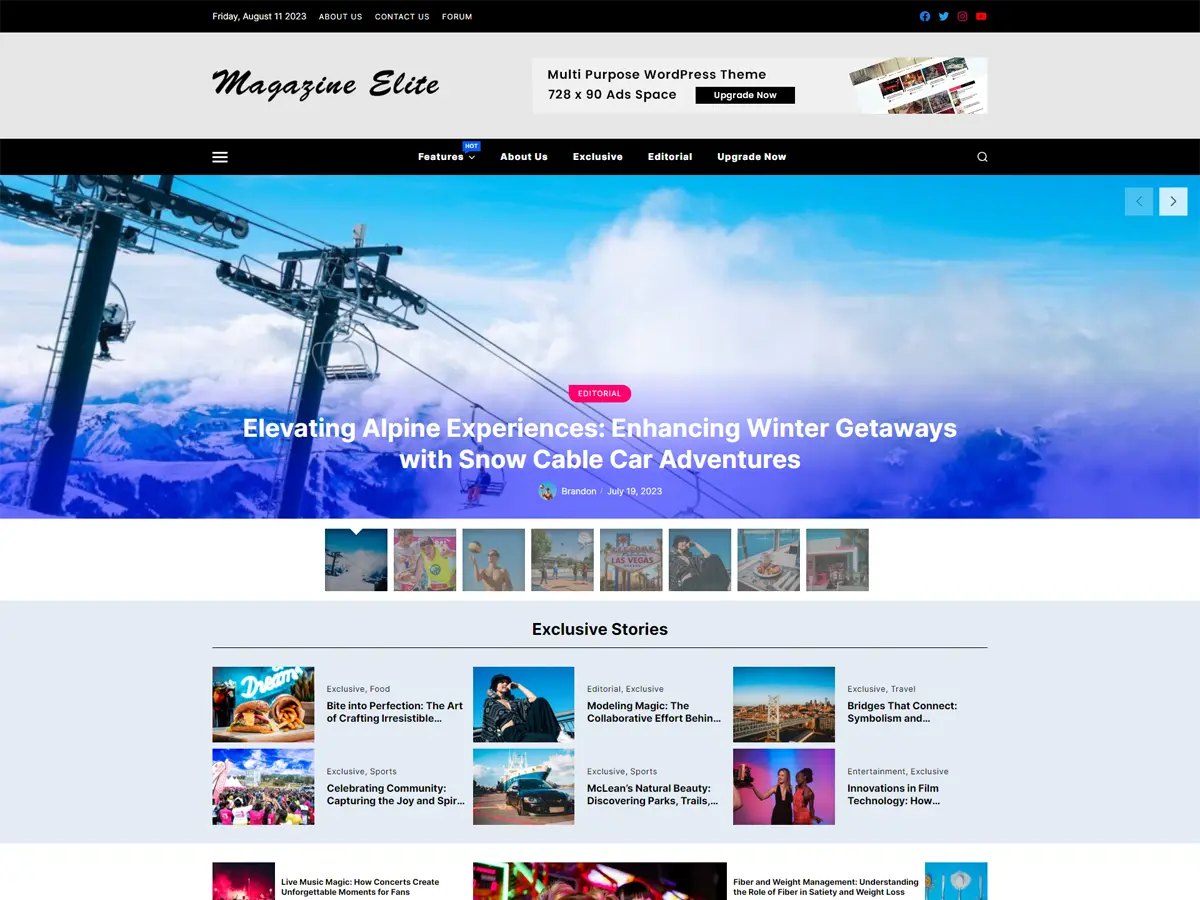 Friday, August 11 2023 ABOUT US CONTACT US FORUM
Magazine Elite
Multi Purpose WordPress Theme
728 x 90 Ads Space Upgrade Now
HOT
Features About Us Exclusive Editorial Upgrade Now
EDITORIAL
Elevating Alpine Experiences: Enhancing Winter Getaways
with Snow Cable Car Adventures
Brandon / July 19, 2023
WELCOME
LAS VEGAS
Exclusive Stories
Dream
Exclusive, Food
Bite into Perfection: The Art
of Crafting Irresistible...
Editorial, Exclusive
Modeling Magic: The
Collaborative Effort Behin...
Exclusive, Travel
Bridges That Connect:
Symbolism and...
Exclusive, Sports
Celebrating Community:
Capturing the Joy and Spir...
Exclusive, Sports
McLean’s Natural Beauty:
Discovering Parks, Trails,...
Entertainment, Exclusive
Innovations in Film
Technology: How...
Live Music Magic: How Concerts Create
Unforgettable Moments for Fans
Fiber and Weight Management: Understanding
the Role of Fiber in Satiety and Weight Loss